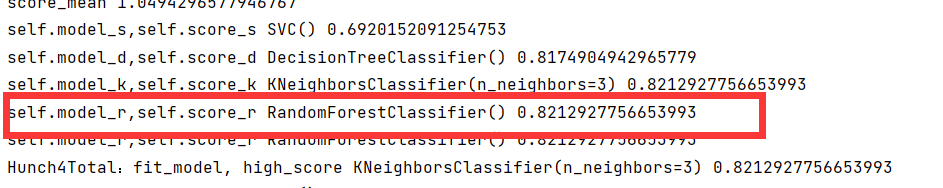 score_mean 1.0494296577946767
self.model_s,self.score_s SVC() 0.6920152091254753
self.model_d,self.score_d DecisionTreeClassifier() 0.8174904942965779
self.model_k,self.score_k KNeighborsClassifier(n_neighbors=3) 0.8212927756653993
self.model_r,self.score_r RandomForestClassifier() 0.8212927756653993
self.model_r,self.score_r RandomForestClassifier() 0.8212927756653993
Hunch4Total：fit_model, high_score KNeighborsClassifier(n_neighbors=3) 0.8212927756653993